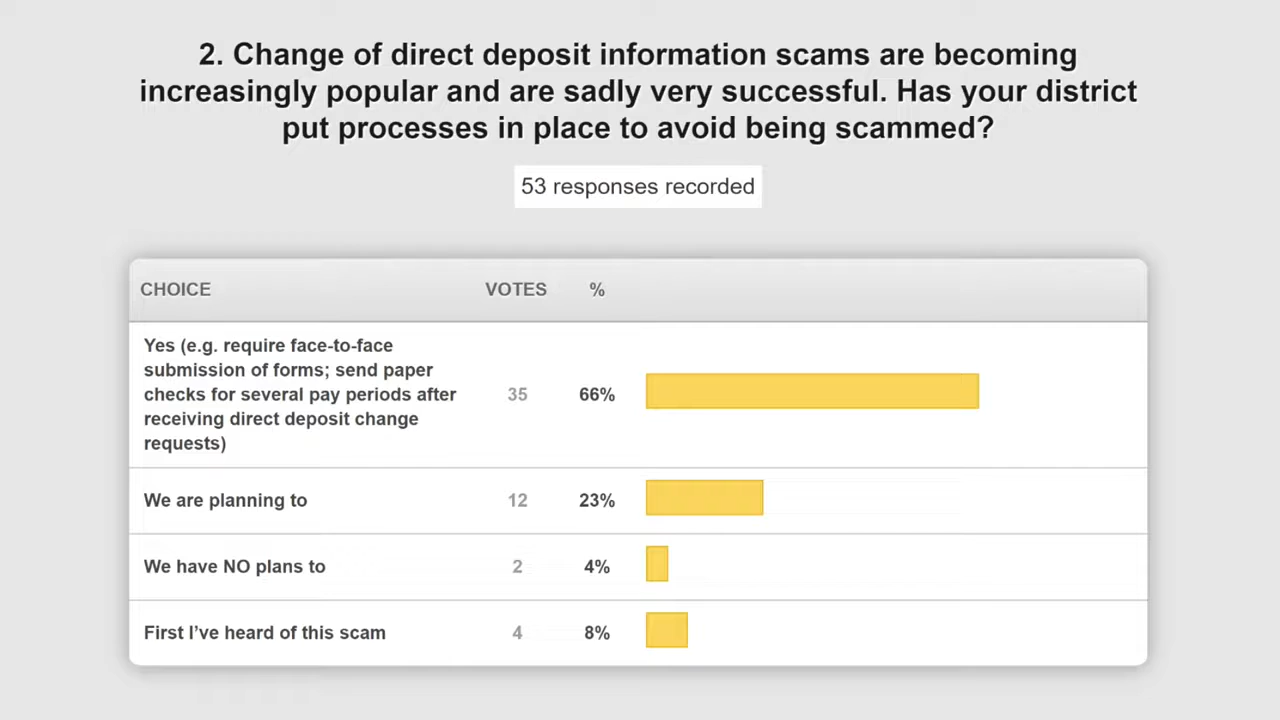 2. Change of direct deposit information scams are becoming
increasingly popular and are sadly very successful. Has your district
put processes in place to avoid being scammed?
53 responses recorded
CHOICE VOTES %
Yes (e.g. require face-to-face
submission of forms; send paper
checks for several pay periods after 35 66%
receiving direct deposit change
requests)
We are planning to 12 23%
We have NO plans to 2 4%
First I’ve heard of this scam 4 8%